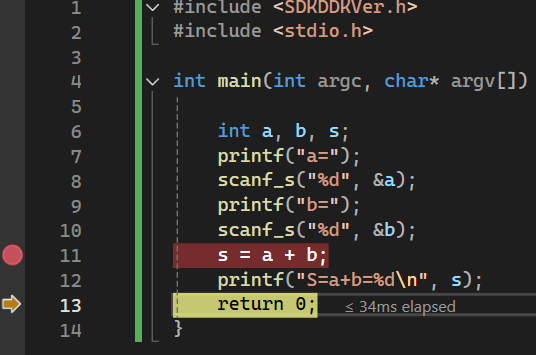 1 #include <SDKDDKVer.h>
2 #include <stdio.h>
3
4 int main(int argc, char* argv[])
5
6 int a, b, s;
7 printf("a=");
8 scanf_s("%d", &a);
9 printf("b=");
10 scanf_s("%d", &b);
11 s = a + b;
12 printf("S=a+b=%d\n", s);
13 return 0; ≤ 34ms elapsed
14 }